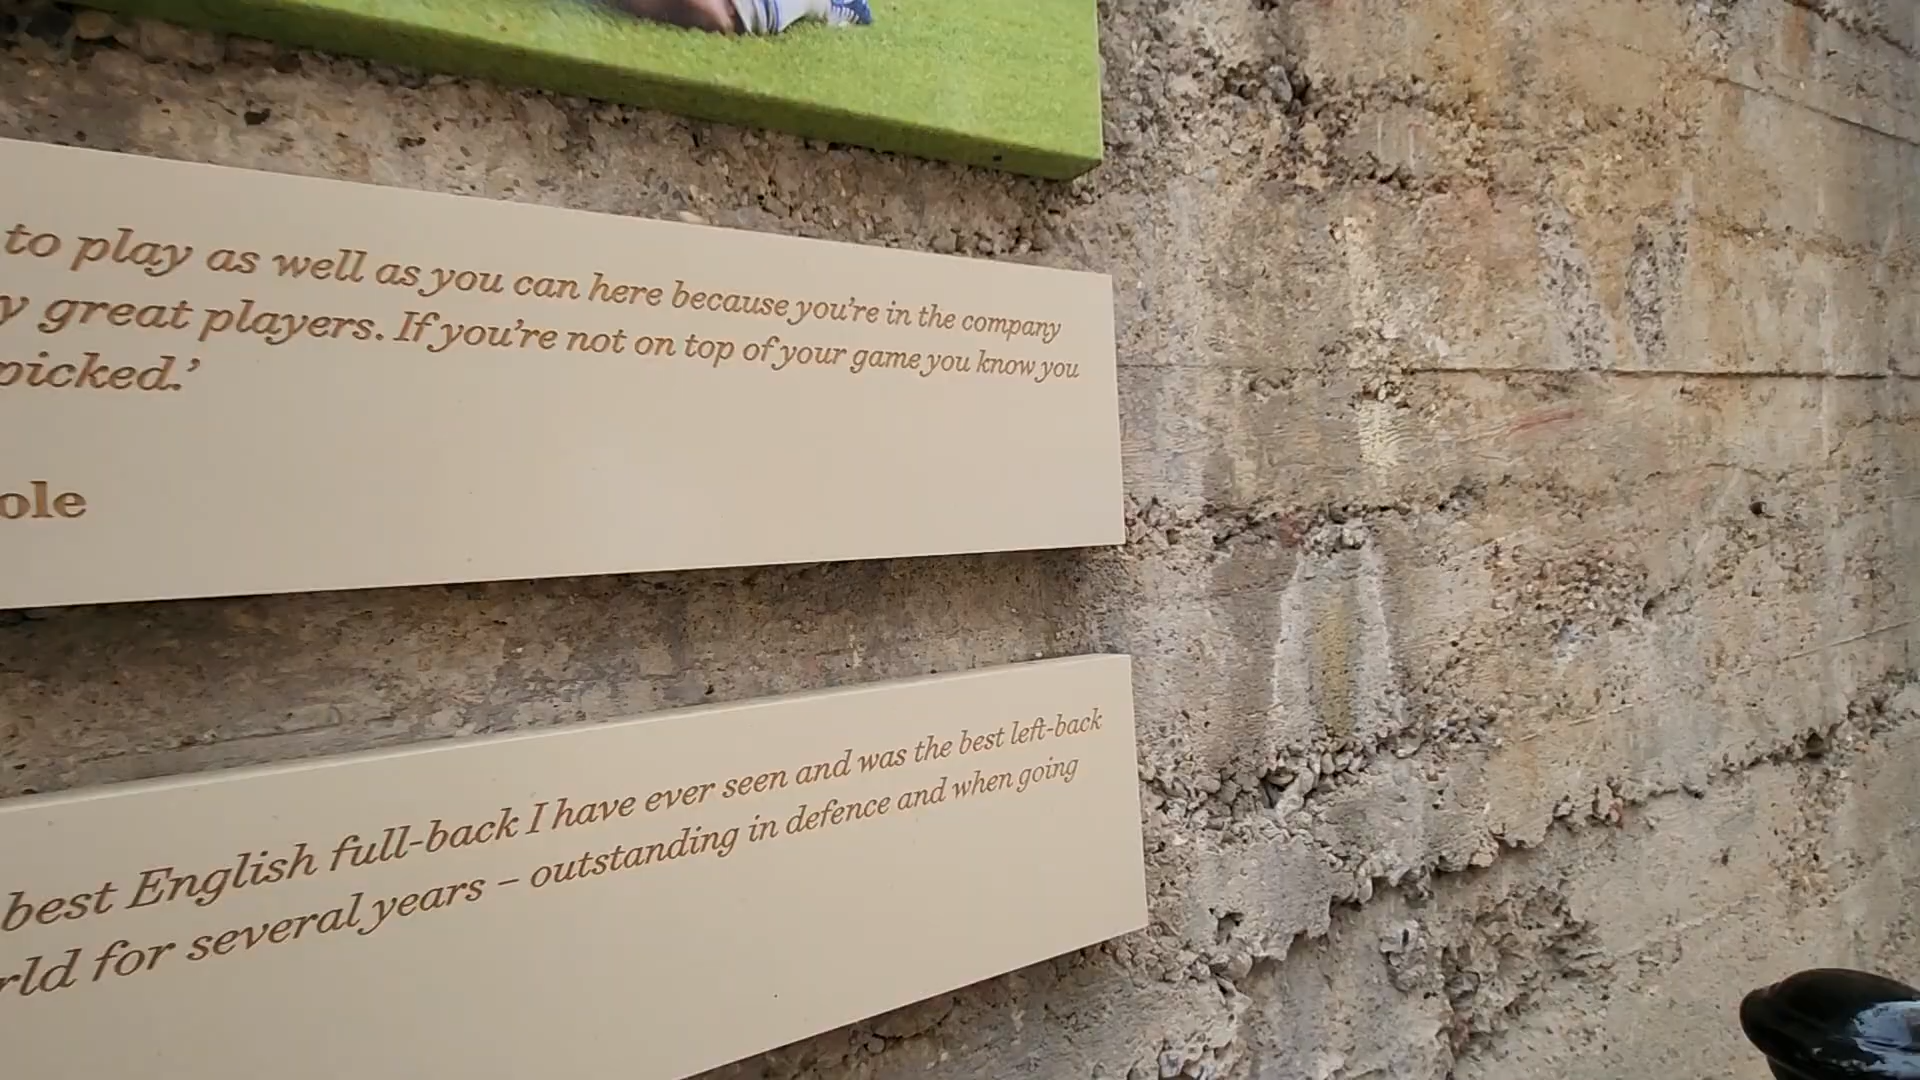 to play as well as you can here because you're in the company
y great players. If you're not on top of your game you know you
picked.’
ole
best English full-back I have ever seen and was the best left-back
rld for several years – outstanding in defence and when going